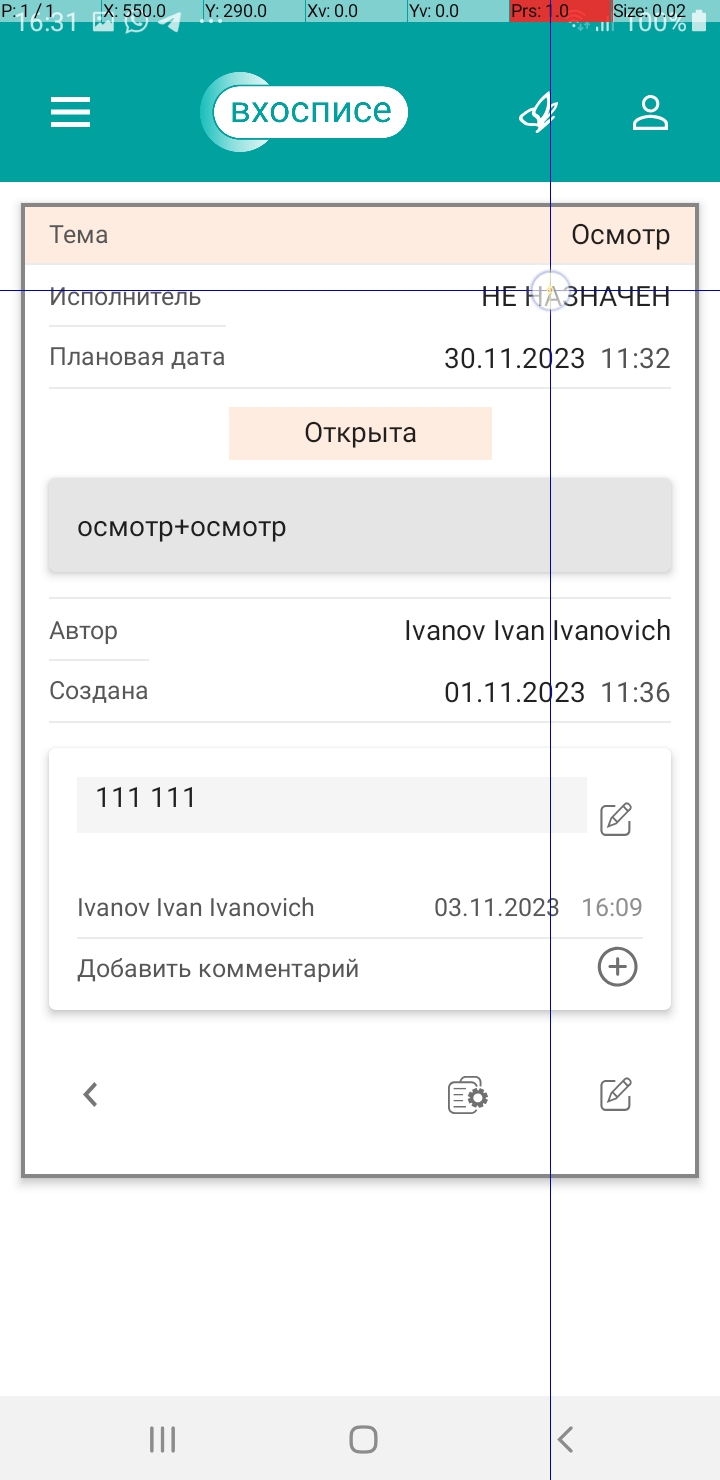 P: 1 / 1 X: 550.0 Y: 290.0 Xv: 0.0 Yv: 0.0 Prs: 1.0 Size: 0.02
16:31 100%
вхосписе
Тема Осмотр
Исполнитель НЕ НАЗНАЧЕН
Плановая дата 30.11.2023 11:32
Открыта
осмотр+осмотр
Автор Ivanov Ivan Ivanovich
Создана 01.11.2023 11:36
111 111
Ivanov Ivan Ivanovich 03.11.2023 16:09
Добавить комментарий